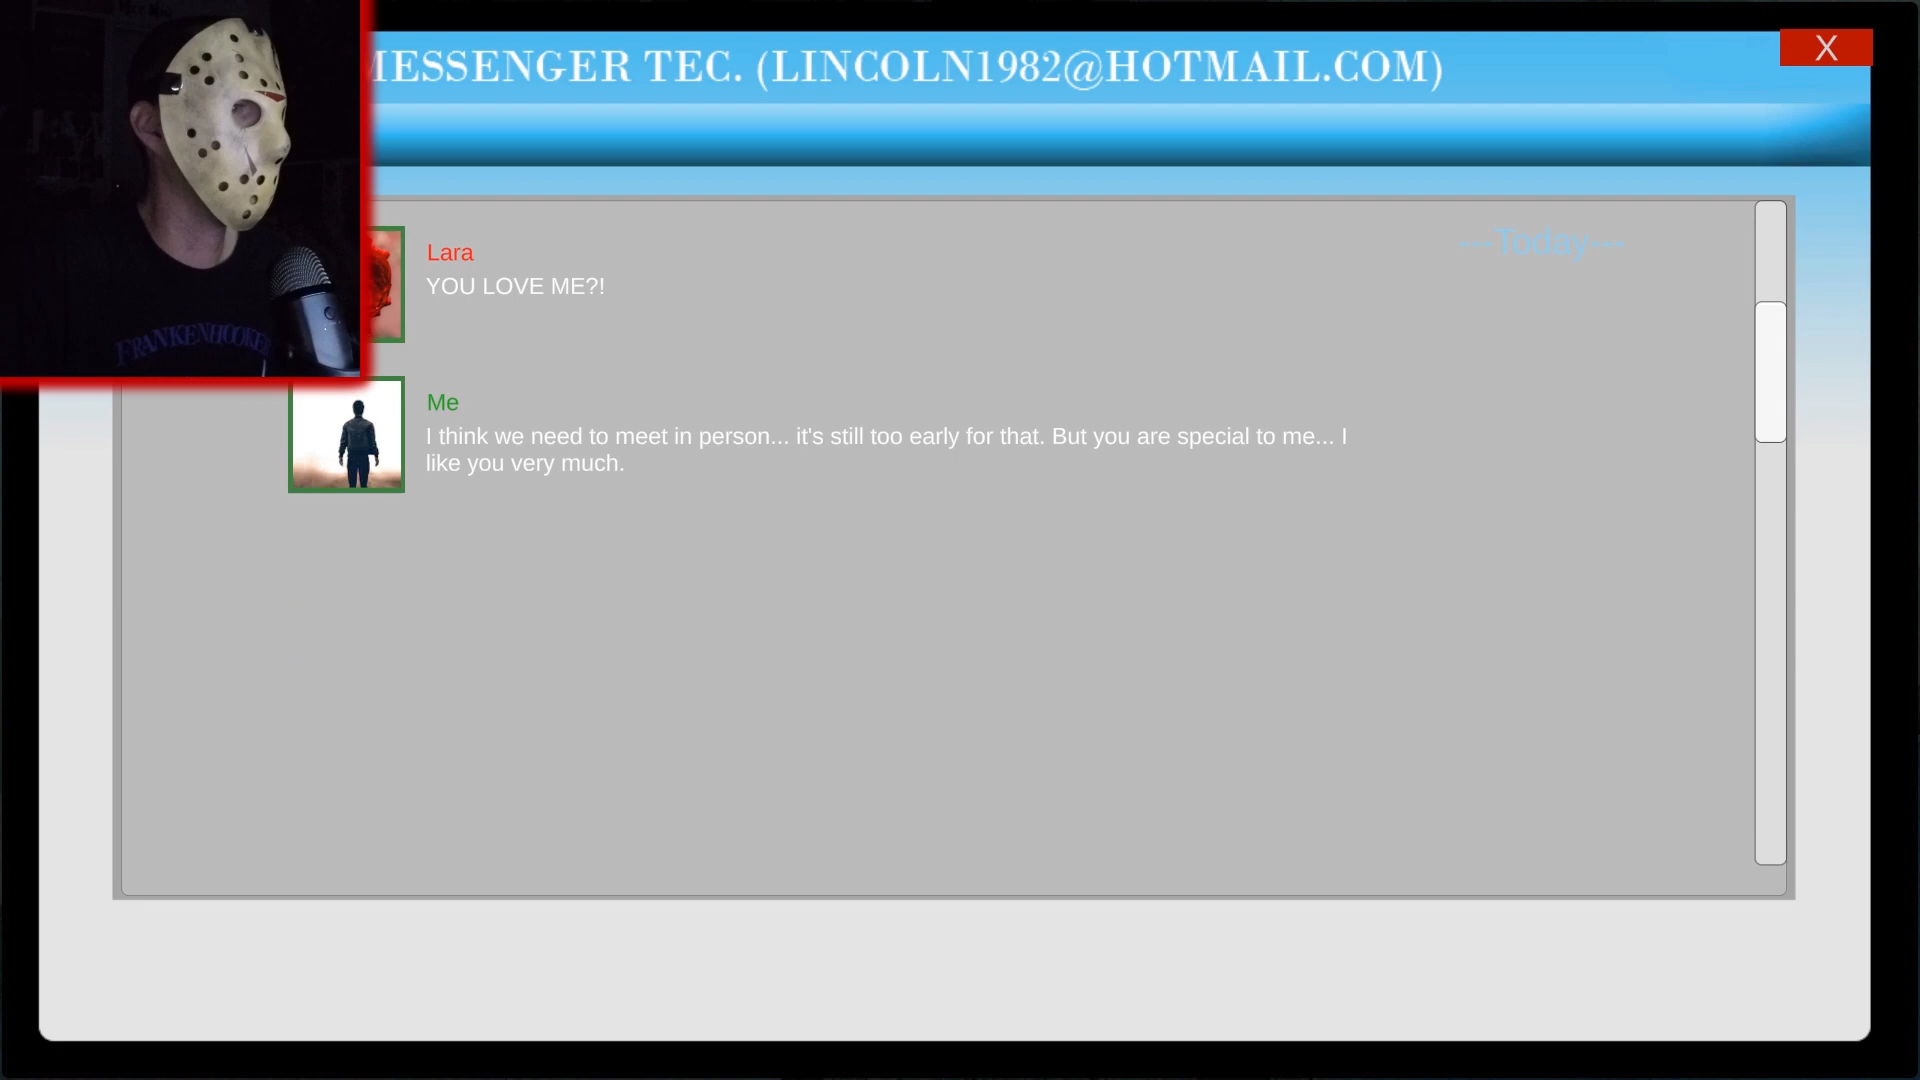 MESSENGER TEC. (LINCOLN1982@HOTMAIL.COM)
X
---Today---
Lara
YOU LOVE ME?!
FRANKENHOOKER
Me
I think we need to meet in person... it's still too early for that. But you are special to me... I
like you very much.